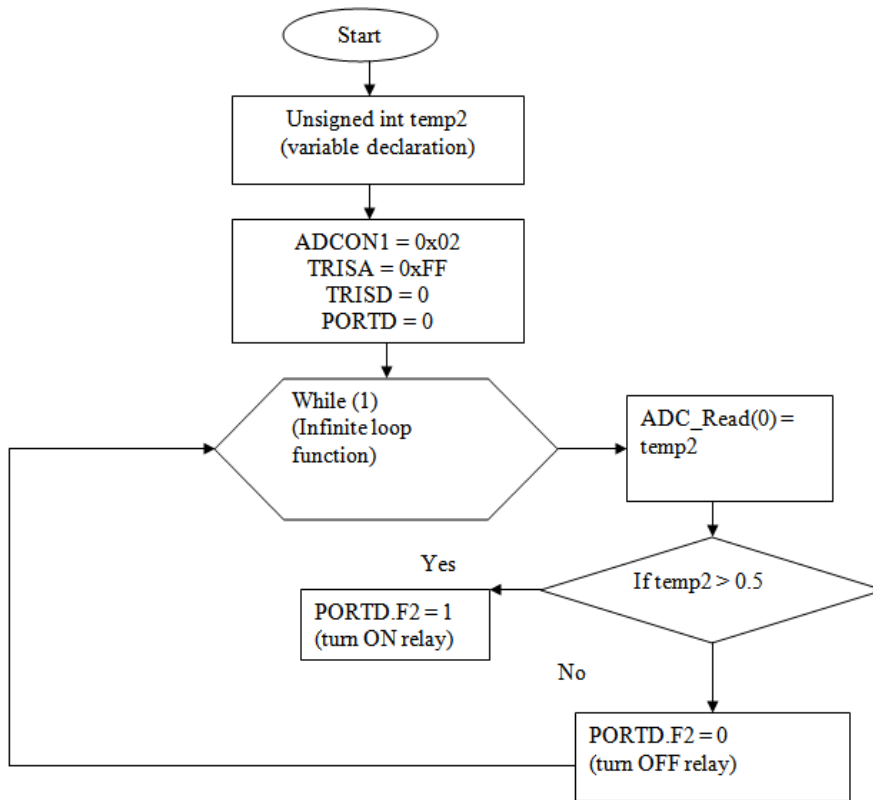 Start
Unsigned int temp2
(variable declaration)
ADCON1 = 0x02
TRISA = 0xFF
TRISD = 0
PORTD = 0
While (1)
(Infinite loop
function)
ADC_Read(0) =
temp2
If temp2 > 0.5
Yes
PORTD.F2 = 1
(turn ON relay)
No
PORTD.F2 = 0
(turn OFF relay)